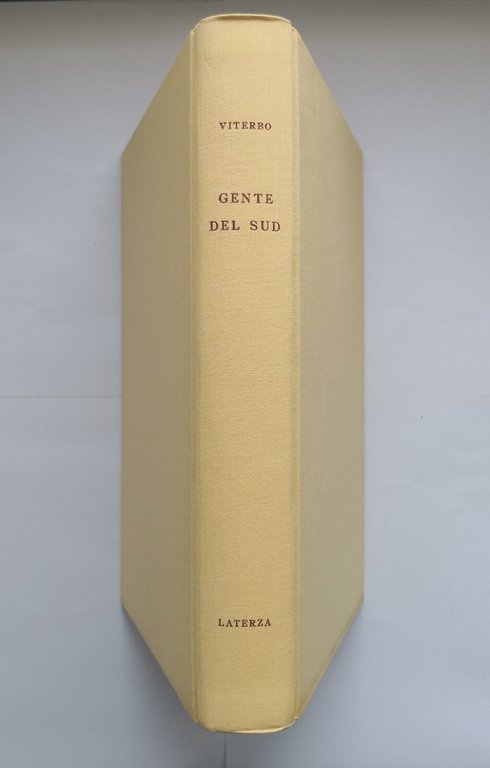 VITERBO
GENTE
DEL SUD
LATERZA